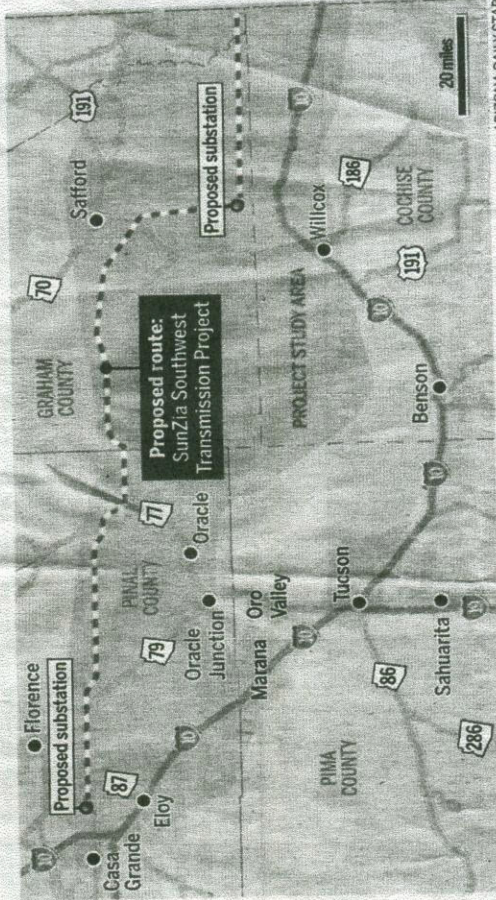 Florence
GRAHAM
COUNTY
70
Safford
191
10
Casa
Grande
Proposed substation
87
Eloy
PINAL
COUNTY
77
79
Oracle
Junction
Oracle
Proposed route:
SunZia Southwest
Transmission Project
Proposed substation
10
Marana
Oro
Valley
10
PROJECT STUDY AREA
10
Willcox
186
PIMA
COUNTY
Tucson
86
10
Benson
10
191
COCHISE
COUNTY
Sahuarita
286
19
20 miles